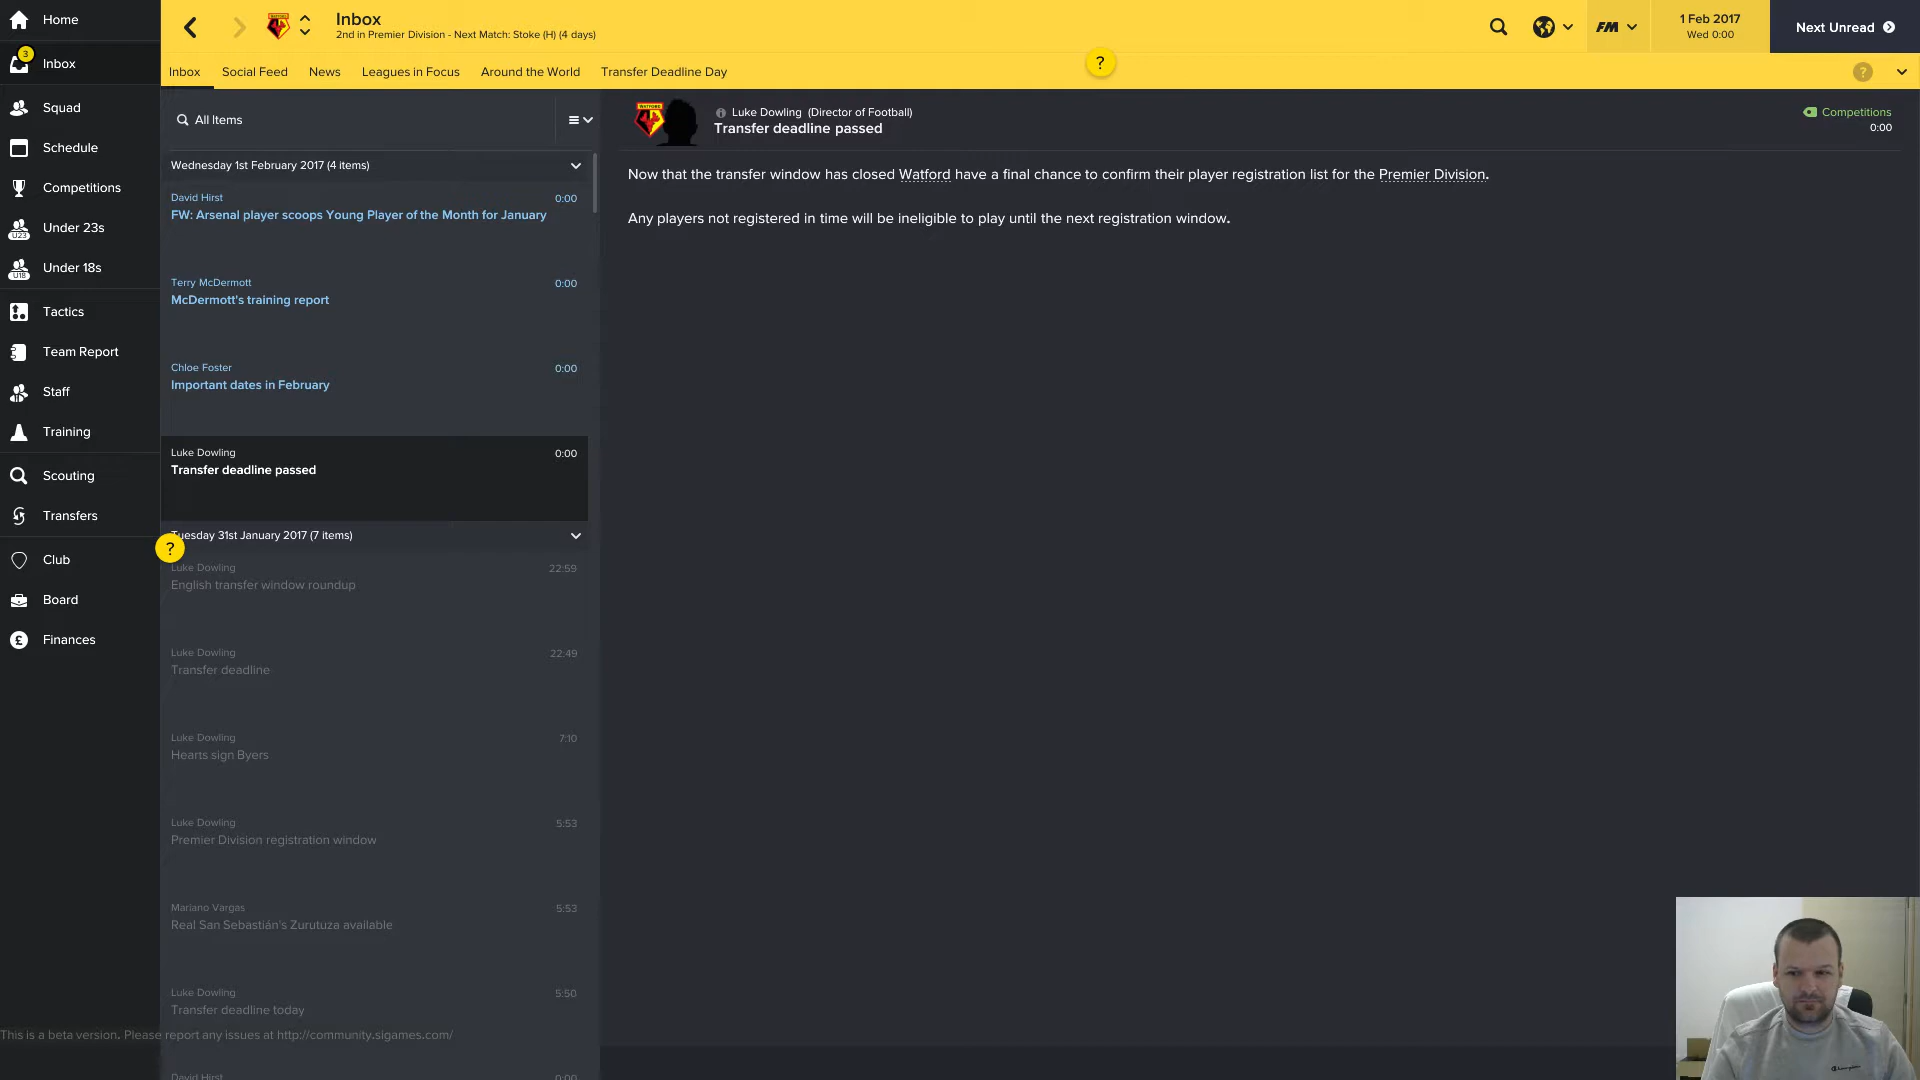 Home
3
Inbox
Squad
Schedule
Competitions
U23
Under 23s
U18
Under 18s
Tactics
Team Report
Staff
Training
Scouting
Transfers
Club
Board
£
Finances
Inbox
2nd in Premier Division - Next Match: Stoke (H) (4 days)
FM
1 Feb 2017
Wed 0:00
Next Unread
Inbox Social Feed News Leagues in Focus Around the World Transfer Deadline Day
?
?
All Items
Wednesday 1st February 2017 (4 items)
David Hirst 0:00
FW: Arsenal player scoops Young Player of the Month for January
Terry McDermott 0:00
McDermott's training report
Chloe Foster 0:00
Important dates in February
Luke Dowling 0:00
Transfer deadline passed
Tuesday 31st January 2017 (7 items)
?
Luke Dowling 22:59
English transfer window roundup
Luke Dowling 22:49
Transfer deadline
Luke Dowling 7:10
Hearts sign Byers
Luke Dowling 5:53
Premier Division registration window
Mariano Vargas 5:53
Real San Sebastián's Zurutuza available
Luke Dowling 5:50
Transfer deadline today
This is a beta version. Please report any issues at http://community.sigames.com/
David Hirst 0:00
WATFORD
Luke Dowling (Director of Football)
Transfer deadline passed
Competitions
0:00
Now that the transfer window has closed Watford have a final chance to confirm their player registration list for the Premier Division.
Any players not registered in time will be ineligible to play until the next registration window.
Champion